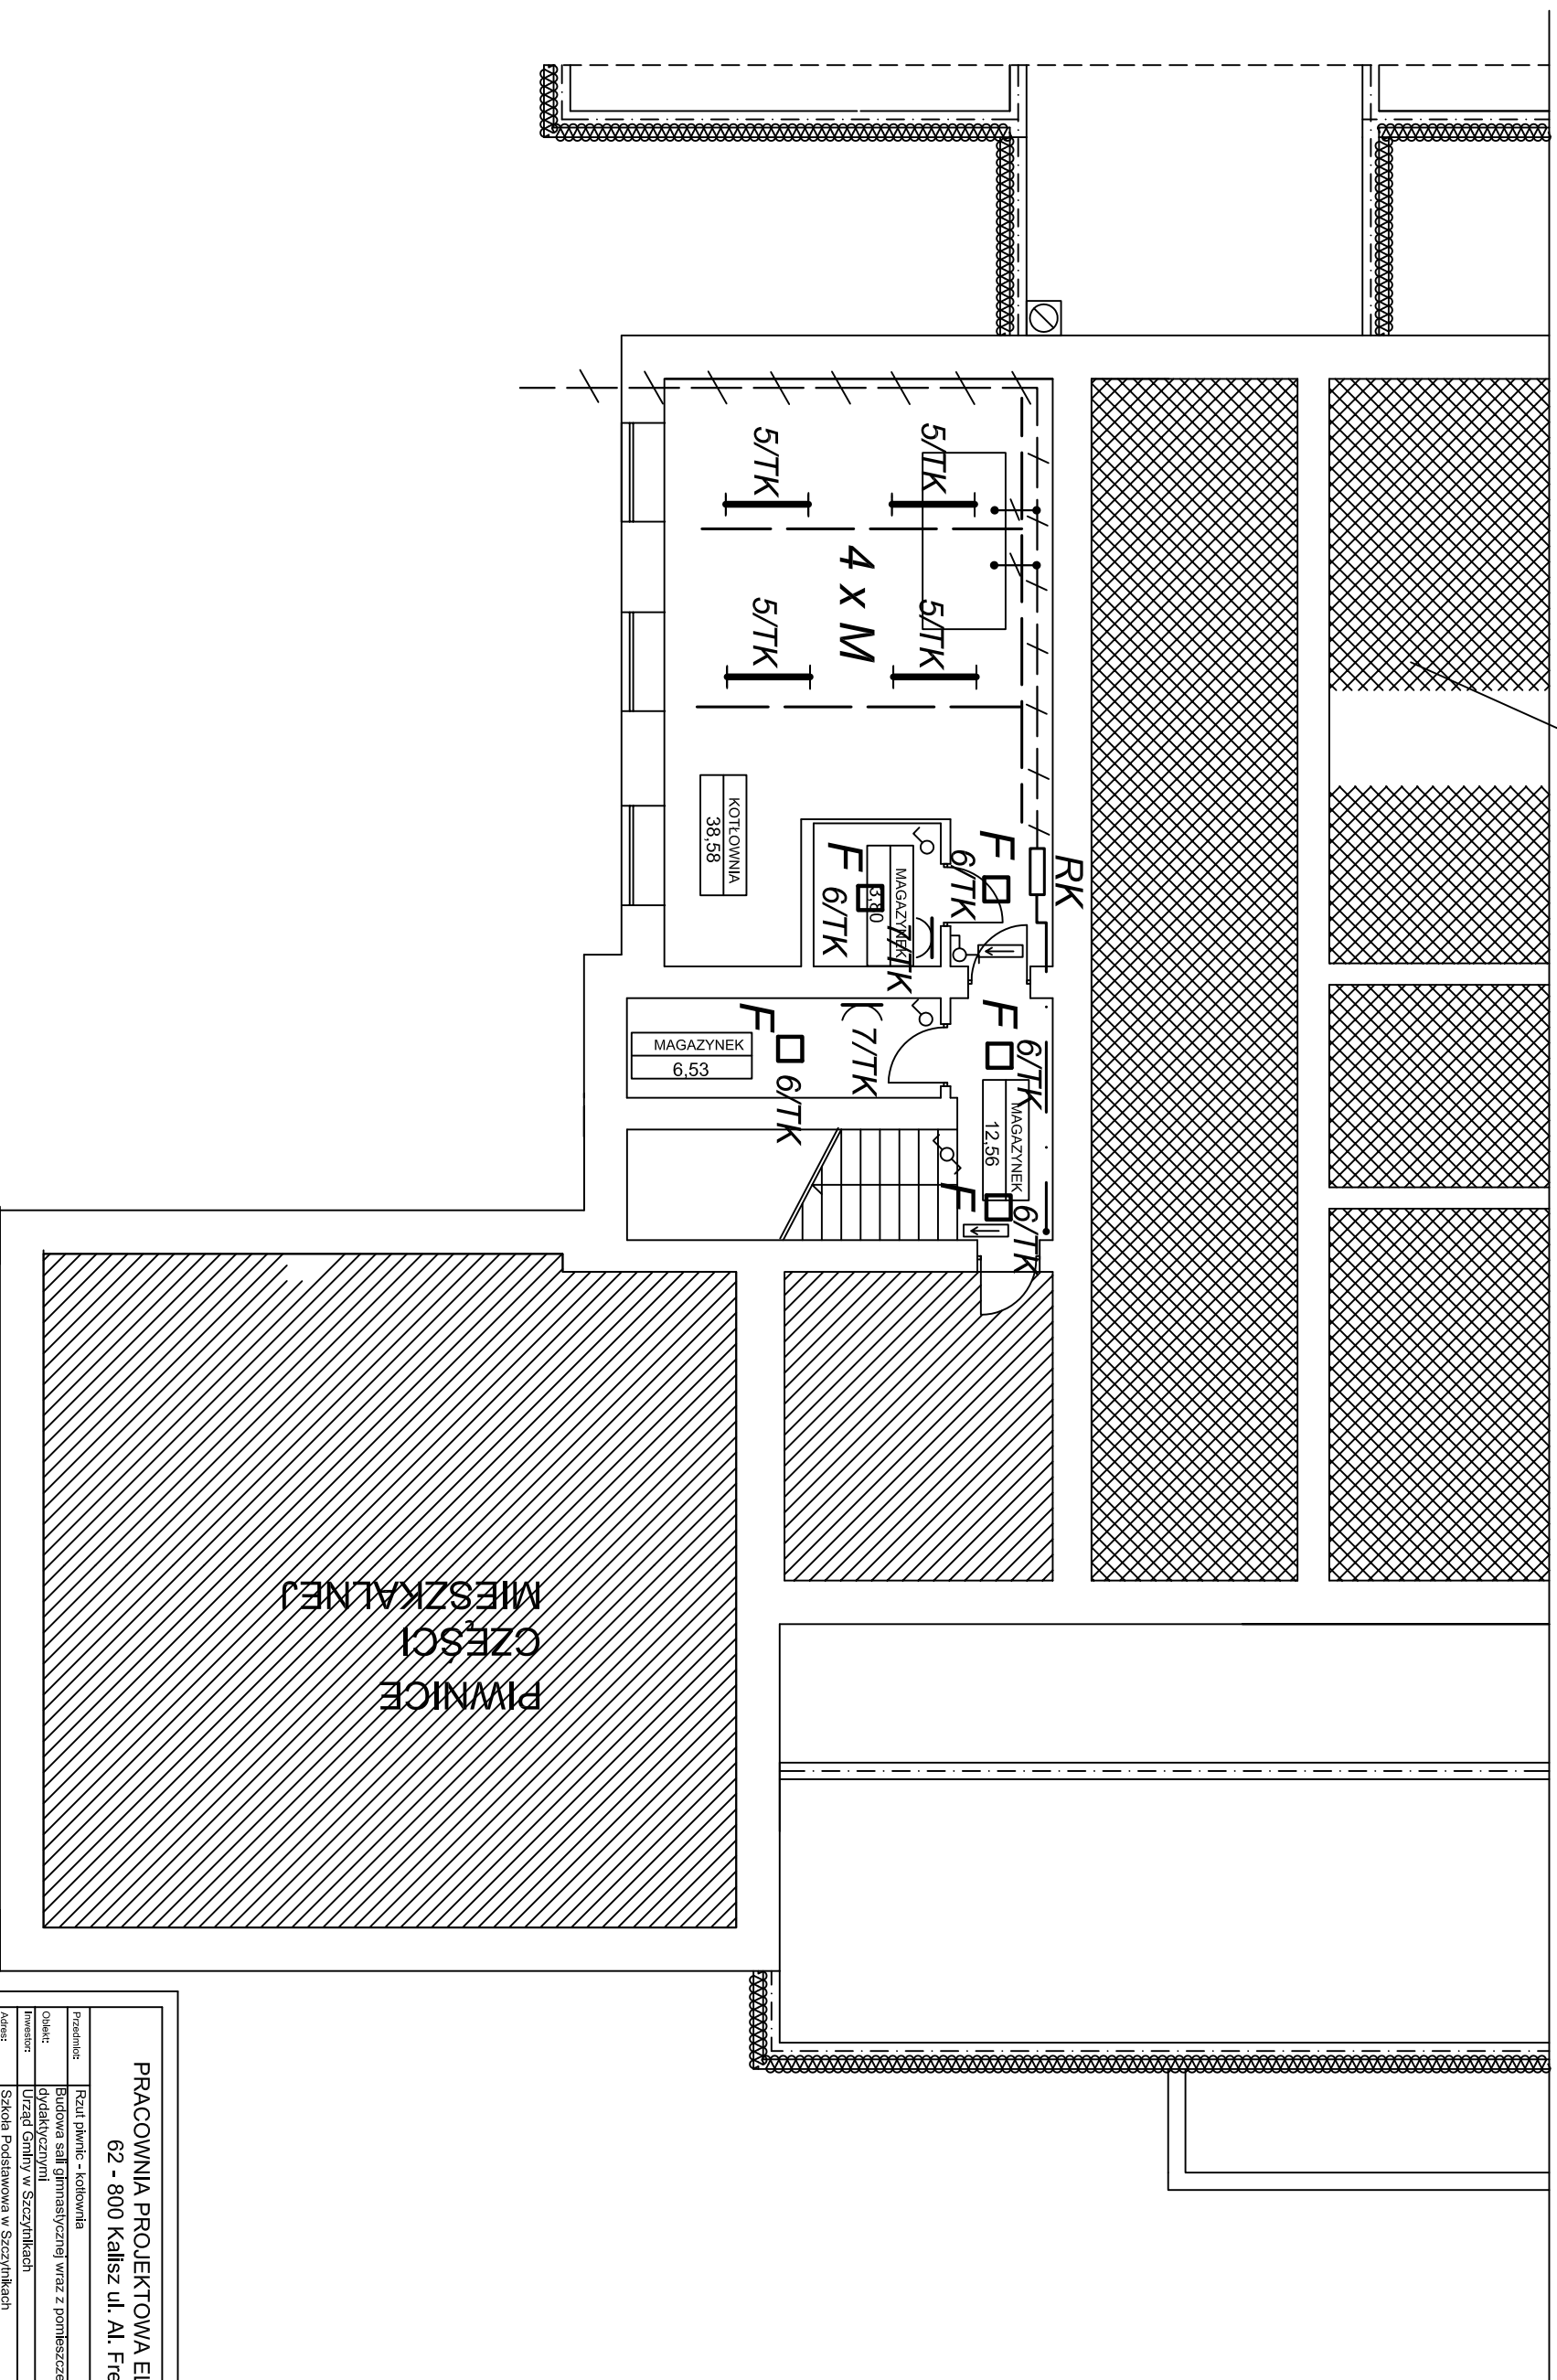 5/TK
5/TK
4 x M
5/TK
5/TK
KOTŁOWNIA
38,58
RK
F
6/TK
F
6/TK
MAGAZYNEK
3,80
7/TK
F
6/TK
7/TK
F
6/TK
MAGAZYNEK
6,53
MAGAZYNEK
12,56
F
6/TK
PIWNICE
CZĘŚCI
MIESZKALNEJ
PRACOWNIA PROJEKTOWA
62 - 800 Kalisz ul. Al.
Przedmiot:
Rzut piwnic - kotłownia
Obiekt:
Budowa sali gimnastycznej wraz z
dydaktycznymi
Inwestor:
Urząd Gminy w Szczytnikach
Adres:
Szkoła Podstawowa w Szczytnikach